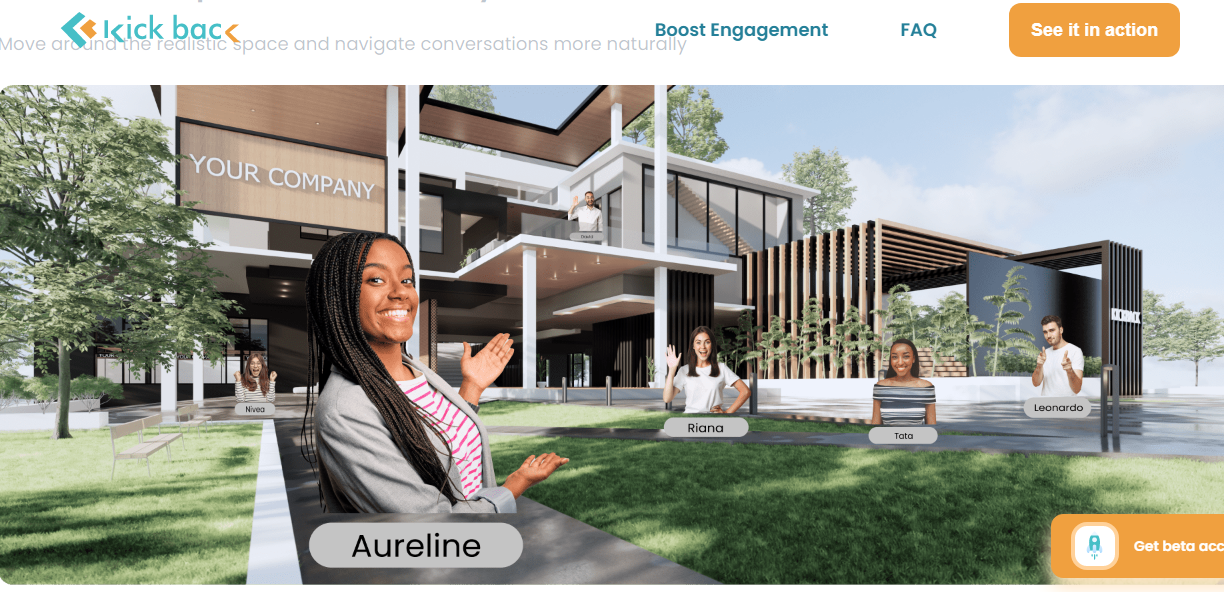 Kick back
Boost Engagement
FAQ
See it in action
Move around the realistic space and navigate conversations more naturally
YOUR COMPANY
KICKBACK
Nivea
Riana
Tata
Leonardo
Aureline
Get beta acc